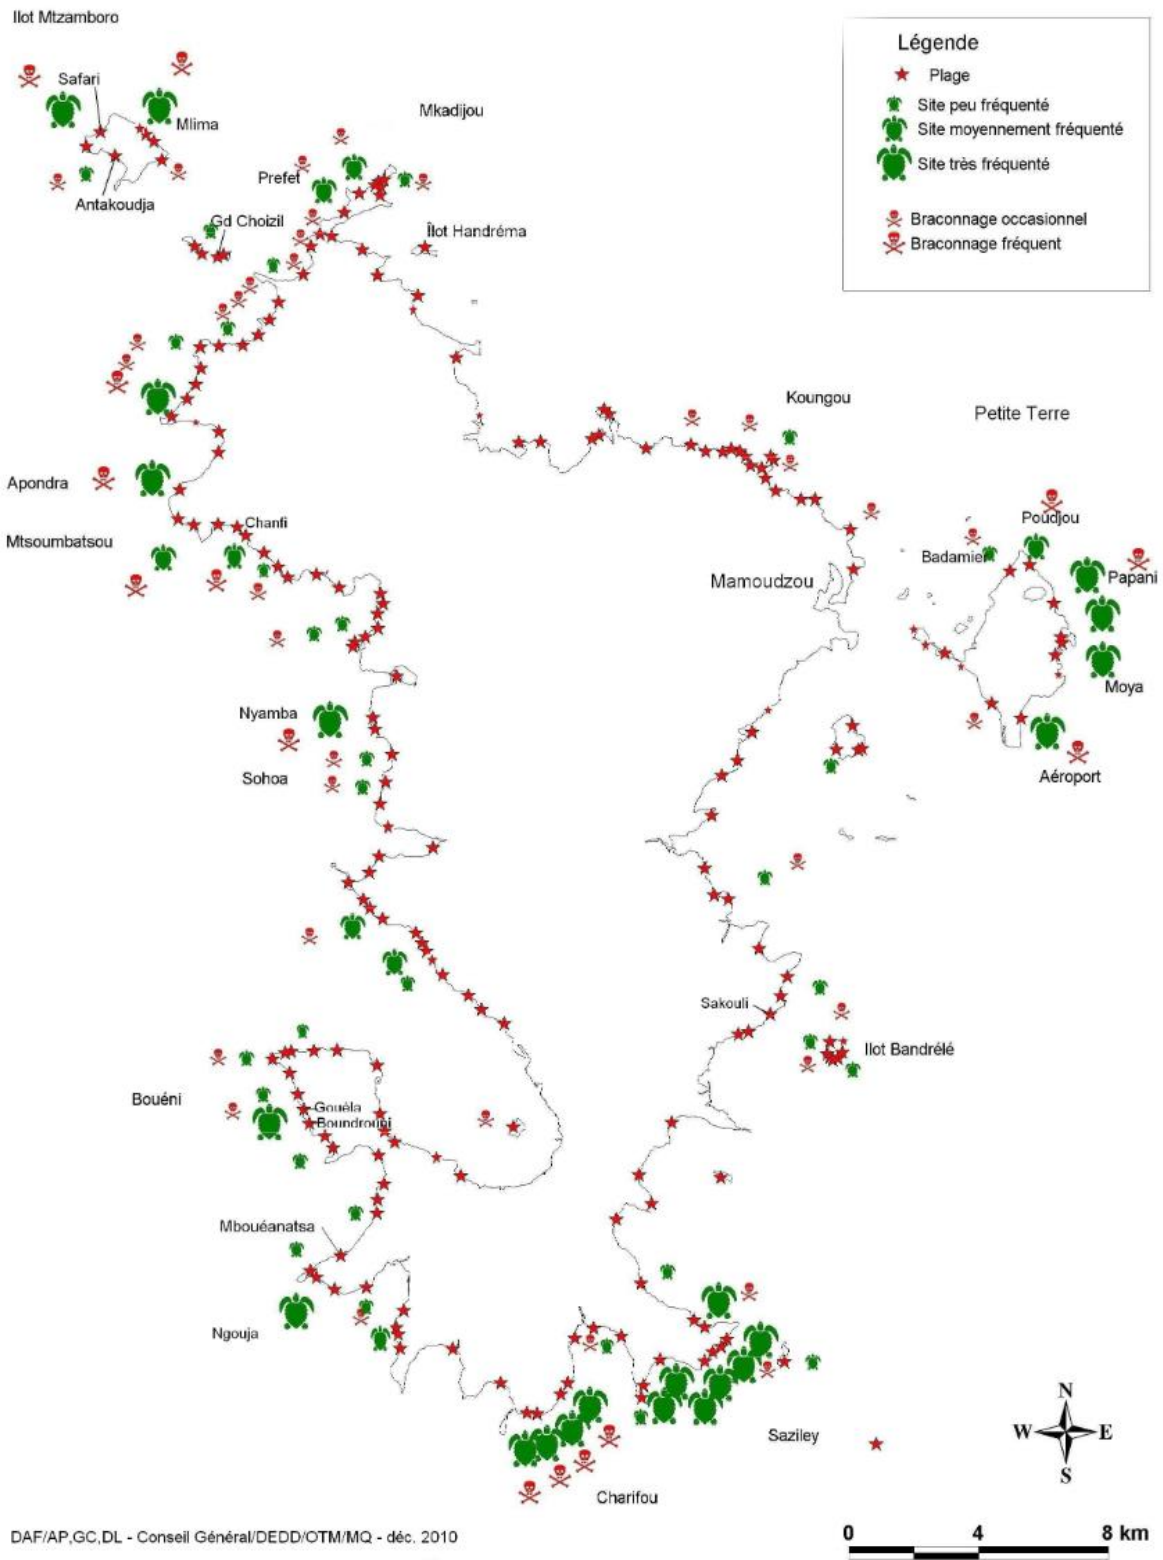 Ilot Mtzamboro
Légende
Plage
Site peu fréquenté
Site moyennement fréquenté
Site très fréquenté
Braconnage occasionnel
Braconnage fréquent
Safari
Mlima
Antakoudja
Mkadijou
Prefet
Gd Choizil
Îlot Handréma
Koungou
Petite Terre
Apondra
Chanfi
Mtsoumbatsou
Poudjou
Badamier
Papani
Mamoudzou
Moya
Nyamba
Sohoa
Aéroport
Sakouli
Ilot Bandrélé
Bouéni
Gouéla
Boundrouni
Mbouéanatsa
Ngouja
Saziley
Charifou
N
W E
S
DAF/AP,GC,DL - Conseil Général/DEDD/OTM/MQ - déc. 2010
0 4 8 km